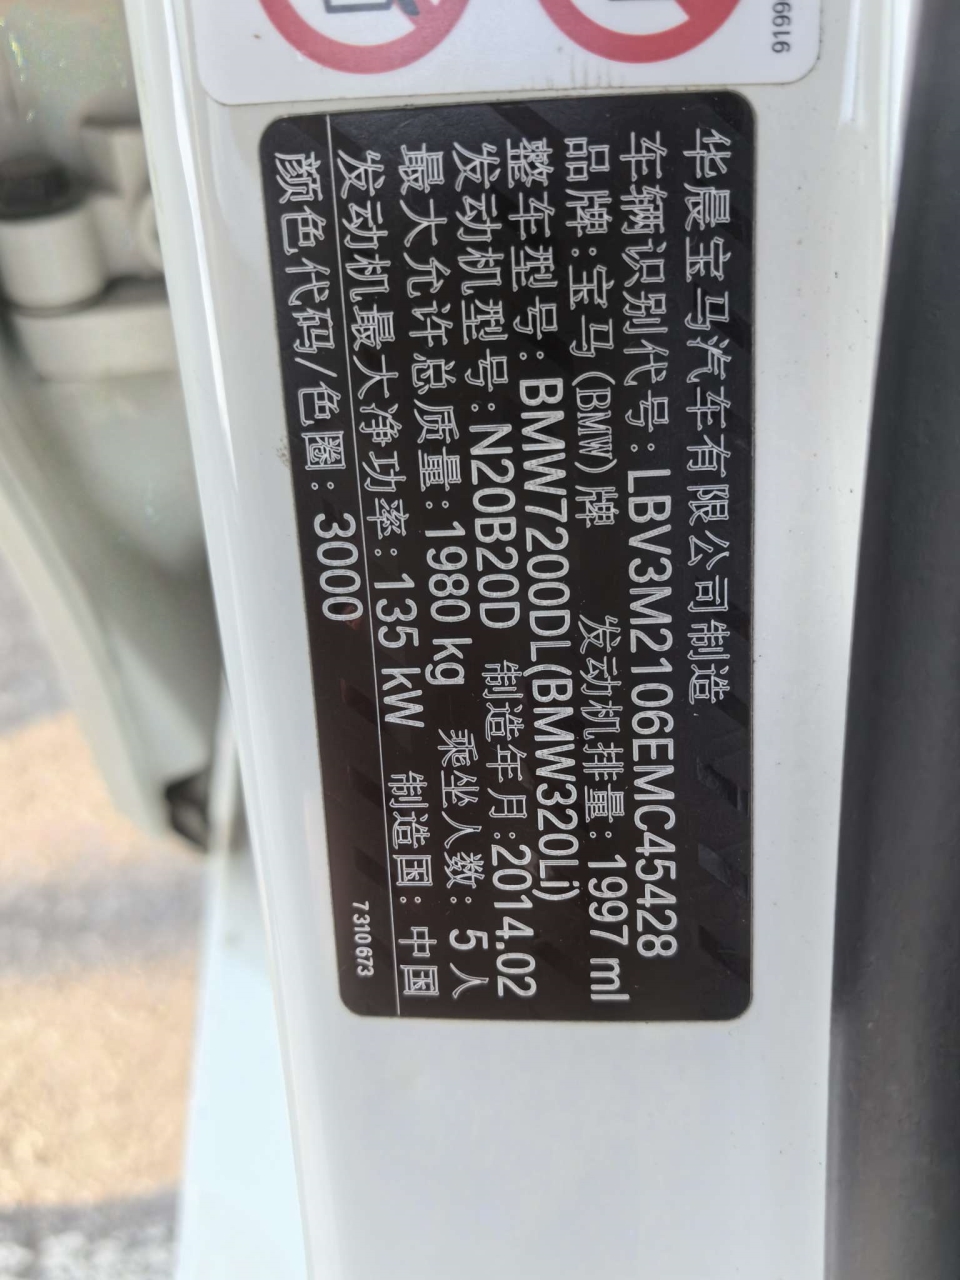 06916
华晨宝马汽车有限公司制造
车辆识别代号:LBV3M2106EMC45428
品牌:宝马(BMW)牌 发动机排量:1997 ml
整车型号:BMW7200DL(BMW320Li)
发动机型号:N20B20D 制造年月:2014.02
最大允许总质量:1980 kg 乘坐人数:5人
发动机最大净功率:135 kW 制造国:中国
颜色代码/色圈:3000
7310673